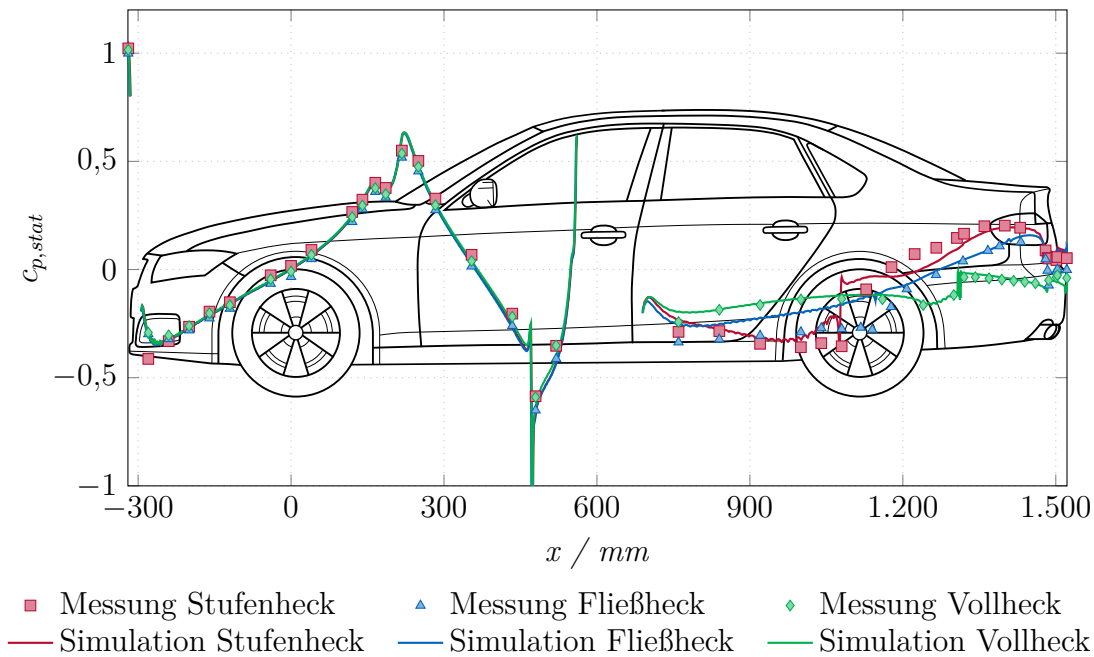 1
0,5
0
−0,5
−1
c_{p,stat}
−300
0
300
600
900
1.200
1.500
x / mm
Messung Stufenheck
Messung Fließheck
Messung Vollheck
Simulation Stufenheck
Simulation Fließheck
Simulation Vollheck